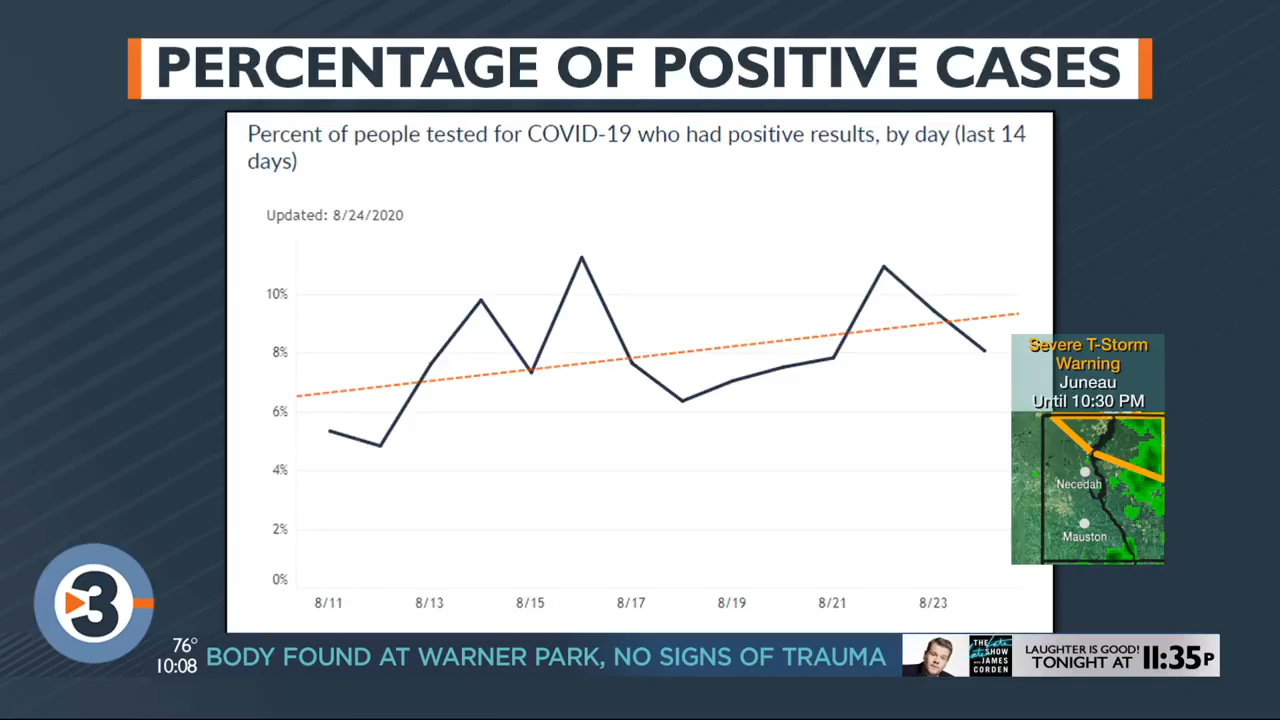 PERCENTAGE OF POSITIVE CASES
Percent of people tested for COVID-19 who had positive results, by day (last 14
days)
Updated: 8/24/2020
10%
8%
6%
4%
2%
0%
8/11 8/13 8/15 8/17 8/19 8/21 8/23
Severe T-Storm
Warning
Juneau
Until 10:30 PM
Necedah
Mauston
3
76°
10:08
BODY FOUND AT WARNER PARK, NO SIGNS OF TRAUMA
THE Late Late
SHOW
WITH JAMES
CORDEN
LAUGHTER IS GOOD!
TONIGHT AT
11:35P